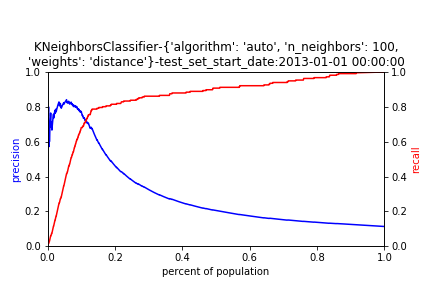 KNeighborsClassifier-{'algorithm': 'auto', 'n_neighbors': 100,
'weights': 'distance'}-test_set_start_date:2013-01-01 00:00:00
1.0
0.8
0.6
0.4
0.2
0.0
precision
1.0
0.8
0.6
0.4
0.2
0.0
recall
0.0 0.2 0.4 0.6 0.8 1.0
percent of population